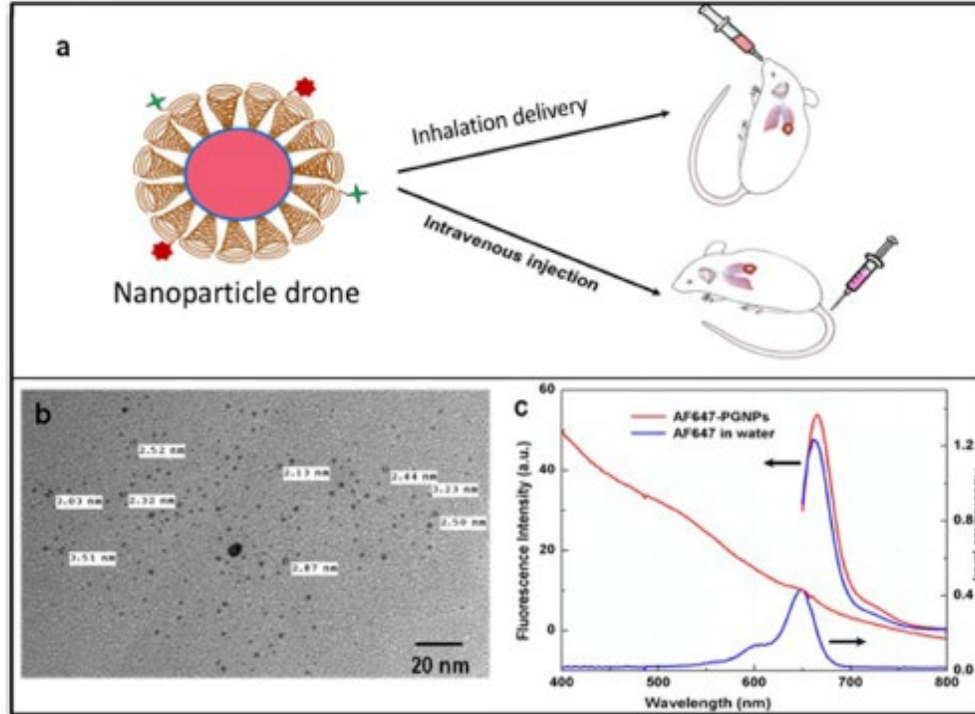 a
Inhalation delivery
Intravenous injection
Nanoparticle drone
b
2.52 nm
2.13 nm
2.44 nm
3.23 nm
3.03 nm
2.32 nm
2.50 nm
3.51 nm
2.87 nm
20 nm
c
AF647-PGNPs
AF647 in water
Fluorescence Intensity (a.u.)
60
40
20
0
1.2
0.8
0.4
0.0
400
500
600
700
800
Wavelength (nm)